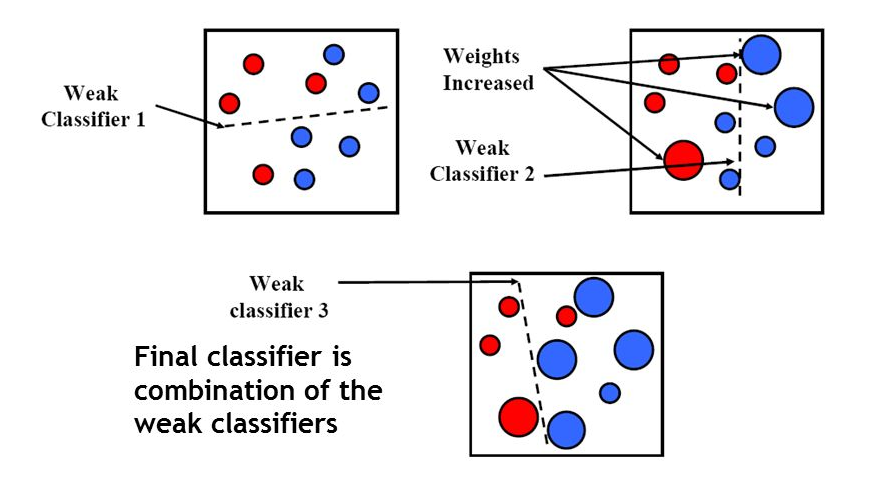 Weak
Classifier 1
Weights
Increased
Weak
Classifier 2
Weak
classifier 3
Final classifier is
combination of the
weak classifiers